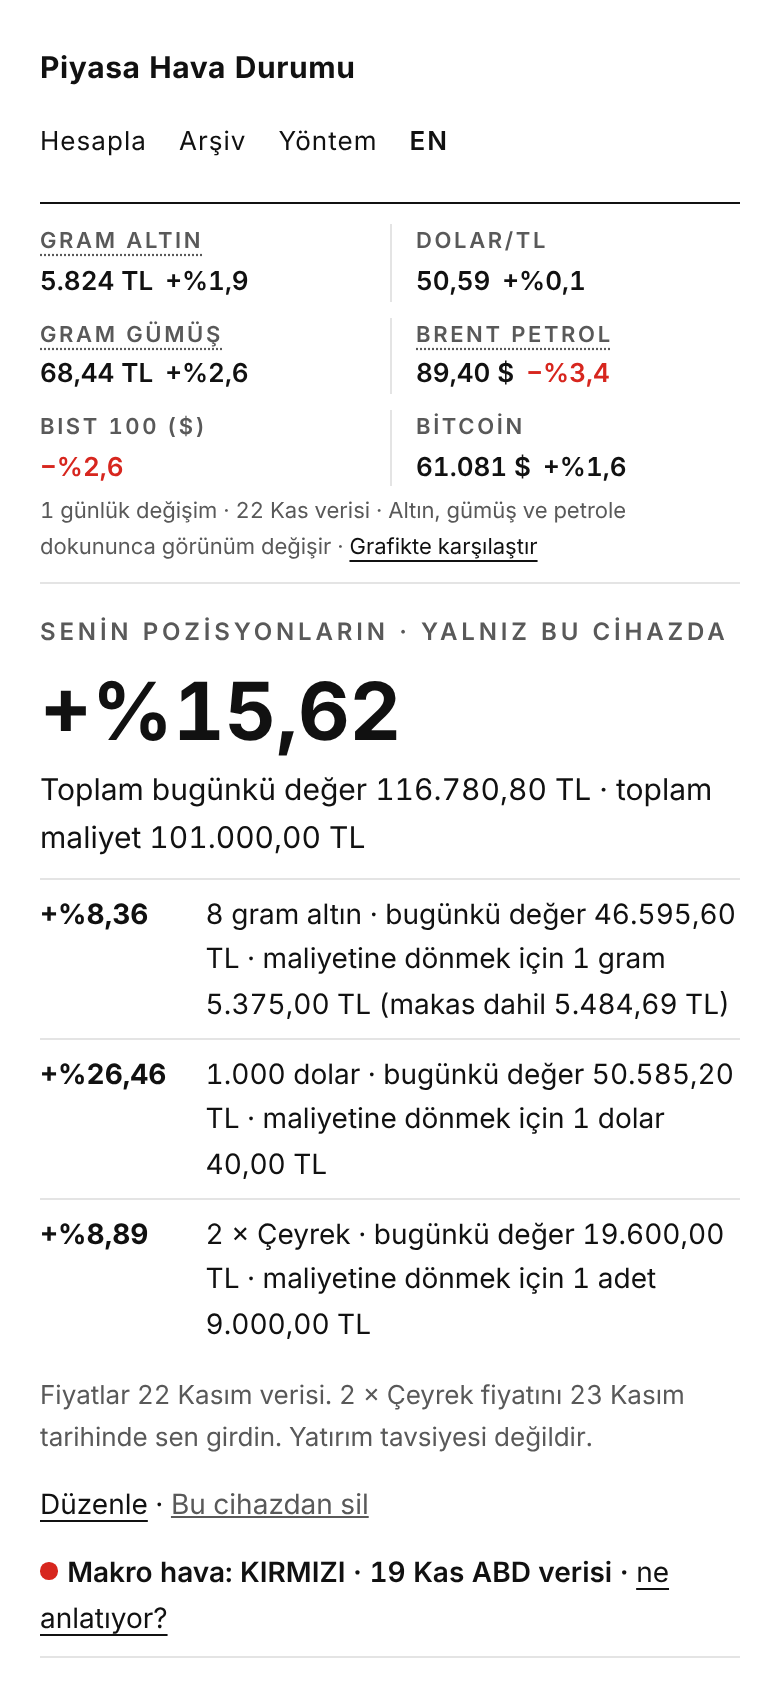 Piyasa Hava Durumu
Hesapla Arşiv Yöntem EN
GRAM ALTIN
5.824 TL +%1,9
DOLAR/TL
50,59 +%0,1
GRAM GÜMÜŞ
68,44 TL +%2,6
BRENT PETROL
89,40 $ −%3,4
BIST 100 ($)
−%2,6
BİTCOİN
61.081 $ +%1,6
1 günlük değişim · 22 Kas verisi · Altın, gümüş ve petrole
dokununca görünüm değişir · Grafikte karşılaştır
SENİN POZİSYONLARIN · YALNIZ BU CİHAZDA
+%15,62
Toplam bugünkü değer 116.780,80 TL · toplam
maliyet 101.000,00 TL
+%8,36
8 gram altın · bugünkü değer 46.595,60
TL · maliyetine dönmek için 1 gram
5.375,00 TL (makas dahil 5.484,69 TL)
+%26,46
1.000 dolar · bugünkü değer 50.585,20
TL · maliyetine dönmek için 1 dolar
40,00 TL
+%8,89
2 × Çeyrek · bugünkü değer 19.600,00
TL · maliyetine dönmek için 1 adet
9.000,00 TL
Fiyatlar 22 Kasım verisi. 2 × Çeyrek fiyatını 23 Kasım
tarihinde sen girdin. Yatırım tavsiyesi değildir.
Düzenle · Bu cihazdan sil
Makro hava: KIRMIZI · 19 Kas ABD verisi · ne
anlatıyor?